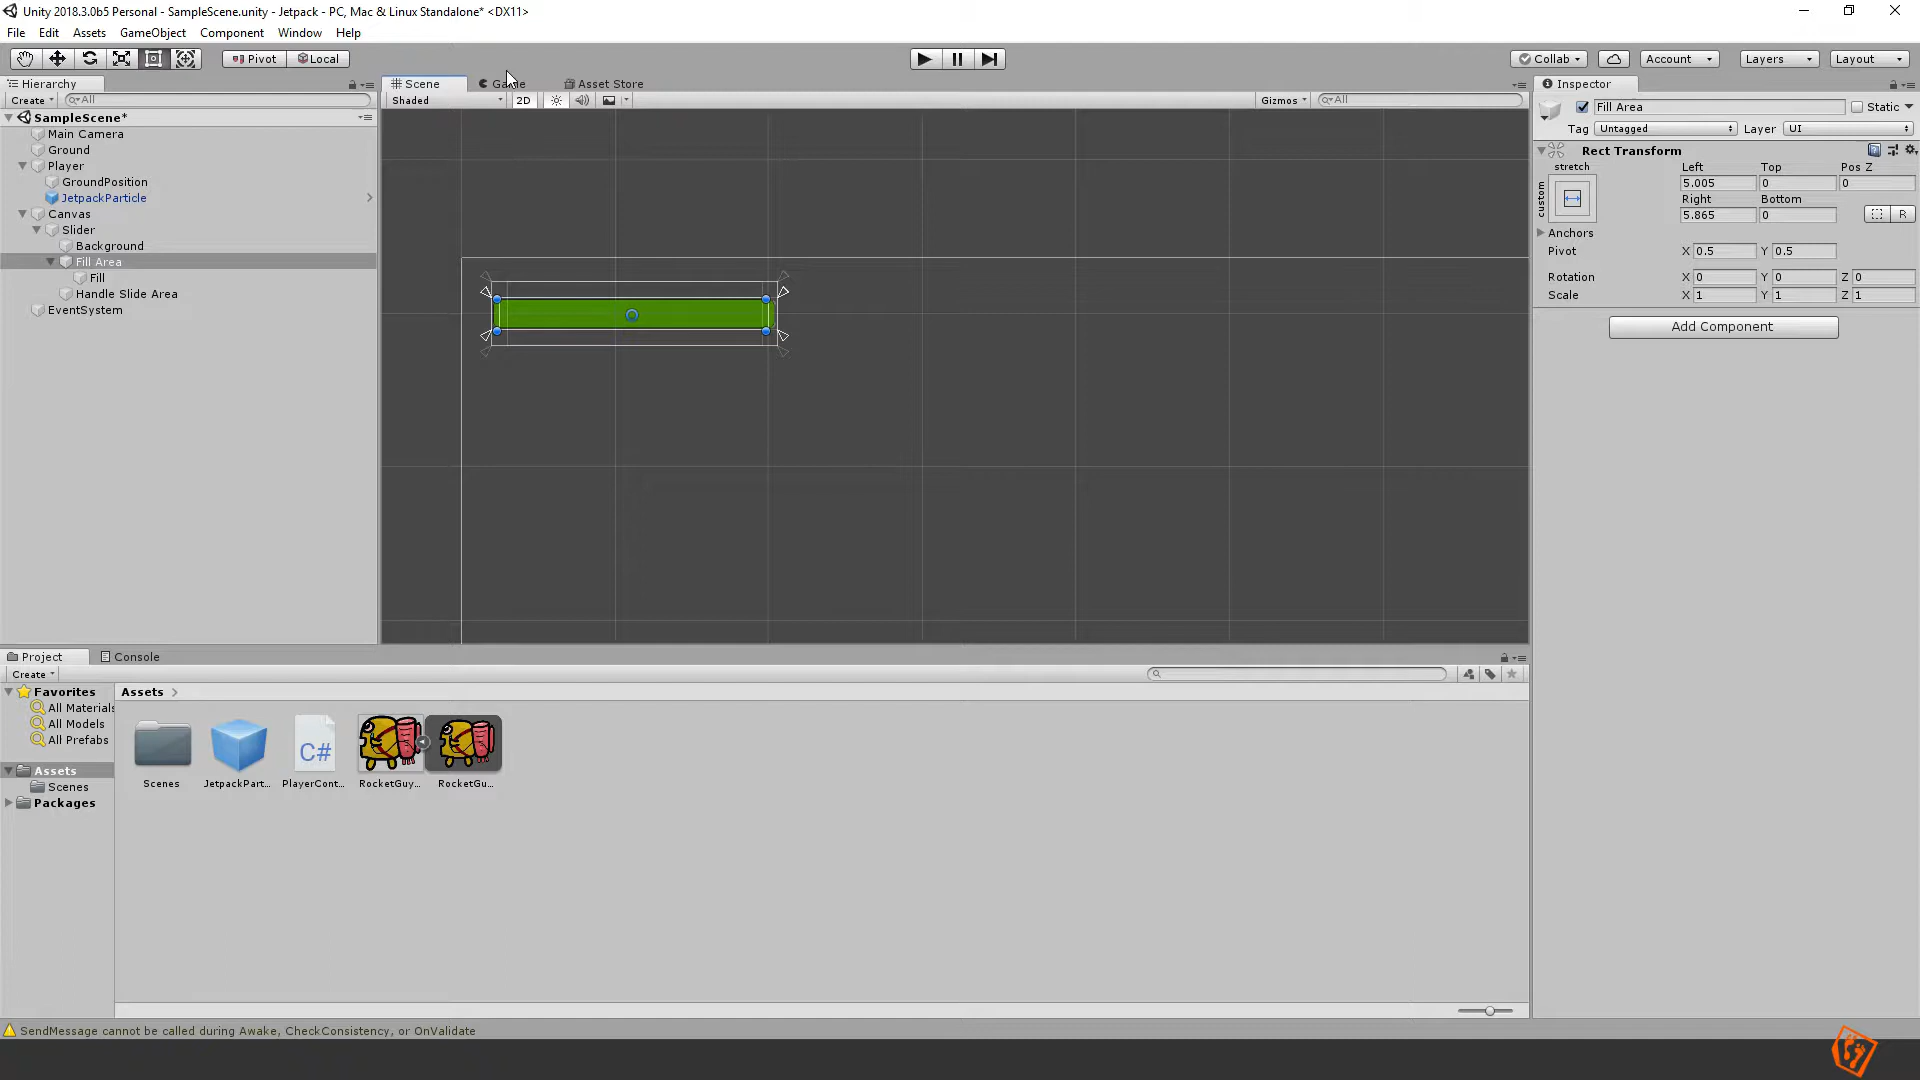 Unity 2018.3.0b5 Personal - SampleScene.unity - Jetpack - PC, Mac & Linux Standalone* <DX11>
File Edit Assets GameObject Component Window Help
Pivot Local Collab Account Layers Layout
Hierarchy Scene Game Asset Store Inspector
Create All Shaded 2D Gizmos All Fill Area Static
SampleScene*
Main Camera
Ground
Player
GroundPosition
JetpackParticle
Canvas
Slider
Background
Fill Area
Fill
Handle Slide Area
EventSystem
Tag Untagged Layer UI
Rect Transform
stretch Left Top Pos Z
custom 5.005 0 0
Right Bottom
5.865 0 R
Anchors
Pivot X 0.5 Y 0.5
Rotation X 0 Y 0 Z 0
Scale X 1 Y 1 Z 1
Add Component
Project Console
Create
Favorites
All Materials
All Models
All Prefabs
Assets
Scenes
Packages
Assets
C#
Scenes JetpackPart... PlayerCont... RocketGuy... RocketGu...
SendMessage cannot be called during Awake, CheckConsistency, or OnValidate